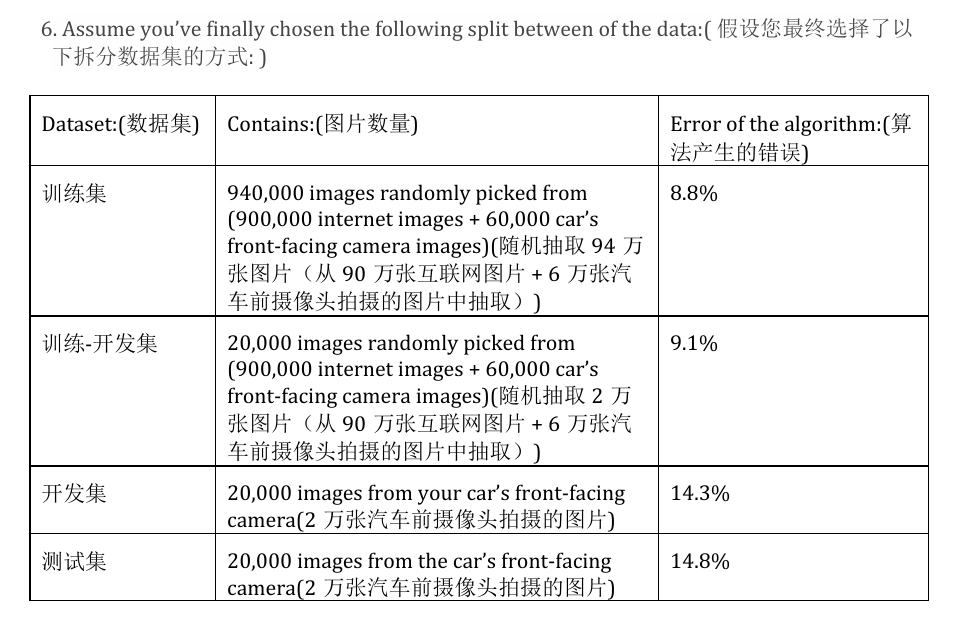 6. Assume you’ve finally chosen the following split between of the data:( 假设您最终选择了以
下拆分数据集的方式: )
Dataset:(数据集)
Contains:(图片数量)
Error of the algorithm:(算
法产生的错误)
训练集
940,000 images randomly picked from
(900,000 internet images + 60,000 car’s
front-facing camera images)(随机抽取 94 万
张图片（从 90 万张互联网图片 + 6 万张汽
车前摄像头拍摄的图片中抽取）)
8.8%
训练-开发集
20,000 images randomly picked from
(900,000 internet images + 60,000 car’s
front-facing camera images)(随机抽取 2 万
张图片（从 90 万张互联网图片 + 6 万张汽
车前摄像头拍摄的图片中抽取）)
9.1%
开发集
20,000 images from your car’s front-facing
camera(2 万张汽车前摄像头拍摄的图片)
14.3%
测试集
20,000 images from the car’s front-facing
camera(2 万张汽车前摄像头拍摄的图片)
14.8%